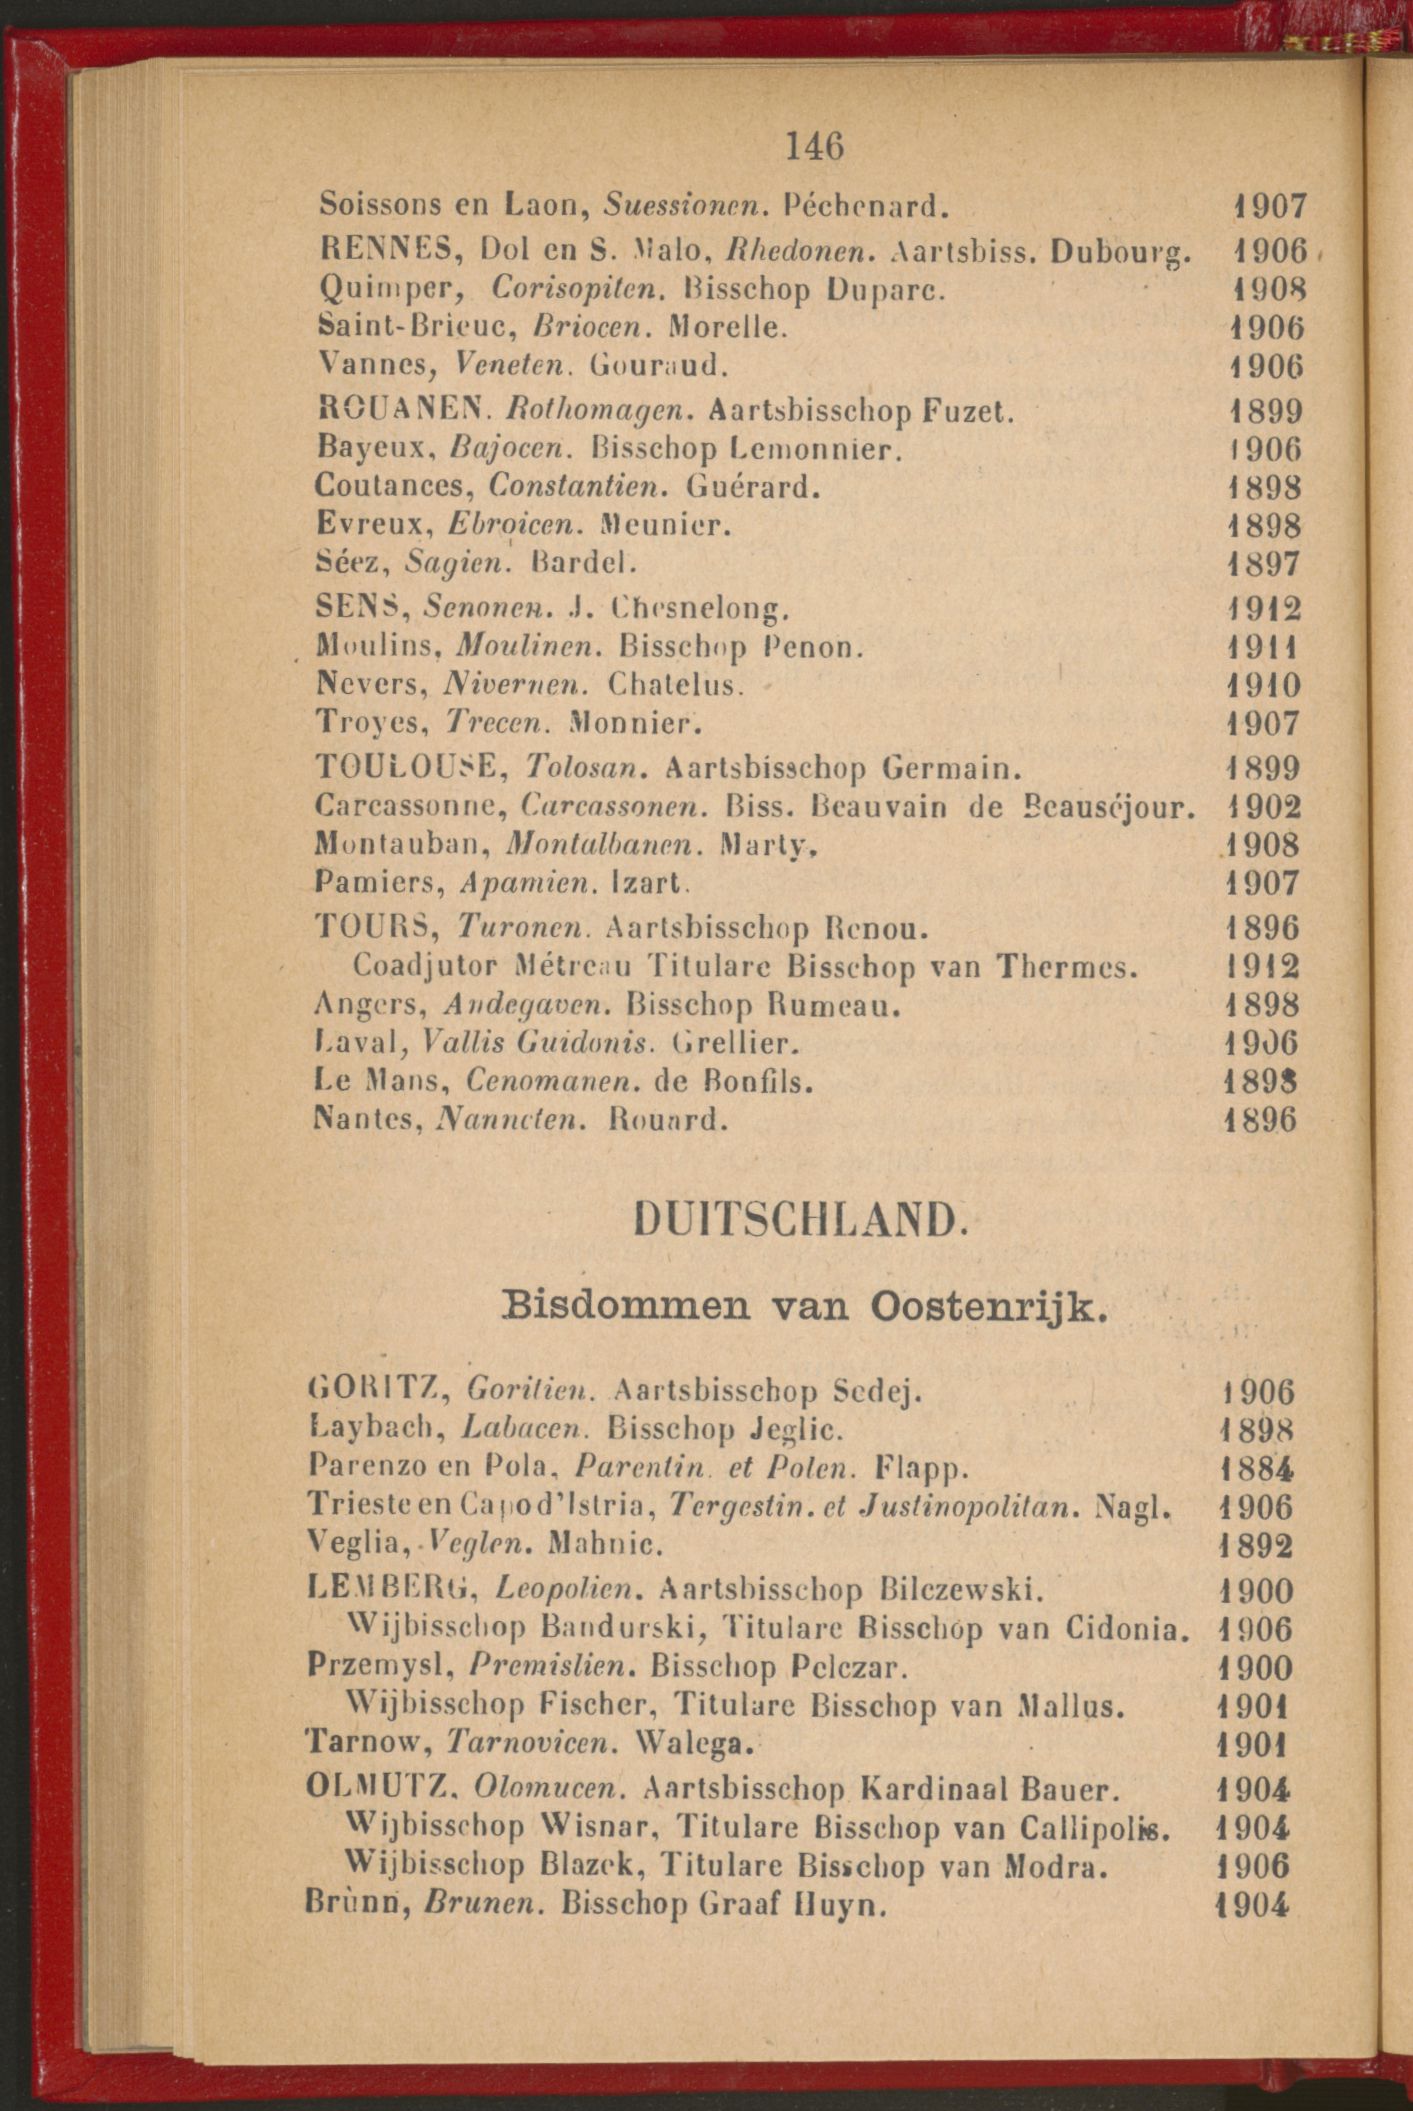 146
Soissons en Laon, Suessionen. Péchenard. 1907
RENNES, Dol en S. Malo, Rhedonen. Aartsbiss. Dubourg. 1906
Quimper, Corisopiten. Bisschop Duparc. 1908
Saint-Brieuc, Briocen. Morelle. 1906
Vannes, Veneten. Gouraud. 1906
ROUANEN. Rothomagen. Aartsbisschop Fuzet. 1899
Bayeux, Bajocen. Bisschop Lemonnier. 1906
Coutances, Constantien. Guérard. 1898
Evreux, Ebroicen. Meunier. 1898
Séez, Sagien. Bardel. 1897
SENS, Senonen. J. Chesnelong. 1912
Moulins, Moulinen. Bisschop Penon. 1911
Nevers, Nivernen. Chatelus. 1910
Troyes, Trecen. Monnier. 1907
TOULOUSE, Tolosan. Aartsbisschop Germain. 1899
Carcassonne, Carcassonen. Biss. Beauvain de Beauséjour. 1902
Montauban, Montalbanen. Marty. 1908
Pamiers, Apamien. Izart. 1907
TOURS, Turonen. Aartsbisschop Renou. 1896
Coadjutor Métreau Titulare Bisschop van Thermes. 1912
Angers, Andegaven. Bisschop Rumeau. 1898
Laval, Vallis Guidonis. Grellier. 1906
Le Mans, Cenomanen. de Bonfils. 1898
Nantes, Nanneten. Rouard. 1896
DUITSCHLAND.
Bisdommen van Oostenrijk.
GORITZ, Goritien. Aartsbisschop Sedej. 1906
Laybach, Labacen. Bisschop Jeglic. 1898
Parenzo en Pola, Parentin. et Polen. Flapp. 1884
Trieste en Capo d'Istria, Tergestin. et Justinopolitan. Nagl. 1906
Veglia, Veglen. Mahnic. 1892
LEMBERG, Leopolien. Aartsbisschop Bilczewski. 1900
Wijbisschop Bandurski, Titulare Bisschop van Cidonia. 1906
Przemysl, Premislien. Bisschop Pelczar. 1900
Wijbisschop Fischer, Titulare Bisschop van Mallus. 1901
Tarnow, Tarnovicen. Walega. 1901
OLMUTZ. Olomucen. Aartsbisschop Kardinaal Bauer. 1904
Wijbisschop Wisnar, Titulare Bisschop van Callipolis. 1904
Wijbisschop Blazek, Titulare Bisschop van Modra. 1906
Brùnn, Brunen. Bisschop Graaf Huyn. 1904